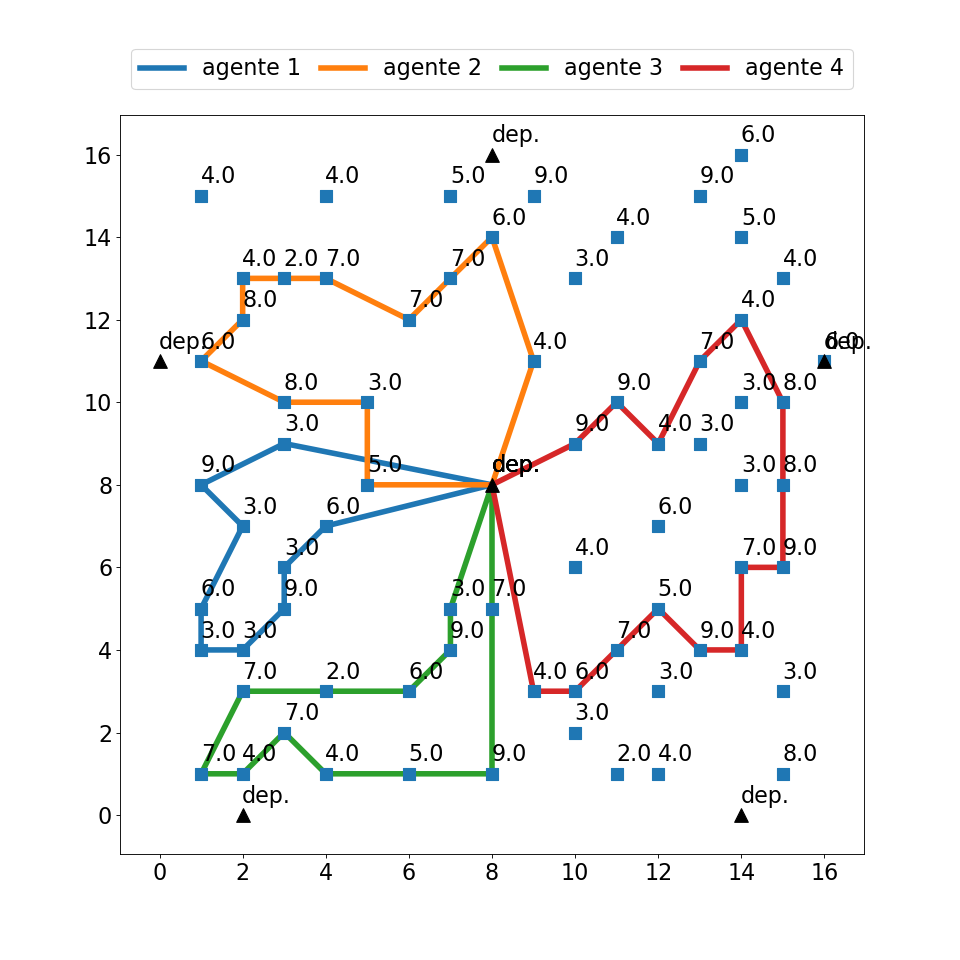 agente 1 agente 2 agente 3 agente 4
6.0
dep.
16
4.0 4.0 5.0 9.0 9.0
6.0 4.0 5.0
14
4.0 2.0 7.0 7.0 3.0 4.0
8.0 7.0 4.0
12
dep. 6.0 4.0 7.0 6.0 dep.
8.0 3.0 9.0 3.0 8.0
10
3.0 9.0 4.0 3.0
9.0 5.0 dep. dep. 3.0 8.0
8
3.0 6.0 6.0
3.0 4.0 7.0 9.0
6
6.0 9.0 3.0 7.0 5.0
3.0 3.0 9.0 7.0 9.0 4.0
4
7.0 2.0 6.0 4.0 6.0 3.0 3.0
7.0 3.0
2
7.0 4.0 4.0 5.0 9.0 2.0 4.0 8.0
dep. dep.
0
0 2 4 6 8 10 12 14 16